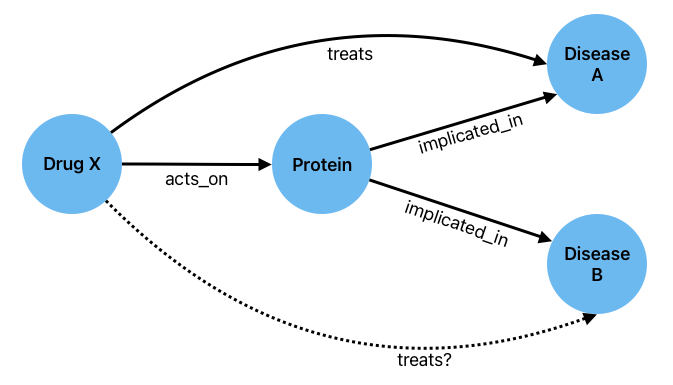 treats
Disease
A
Drug X
acts_on
Protein
implicated_in
implicated_in
Disease
B
treats?